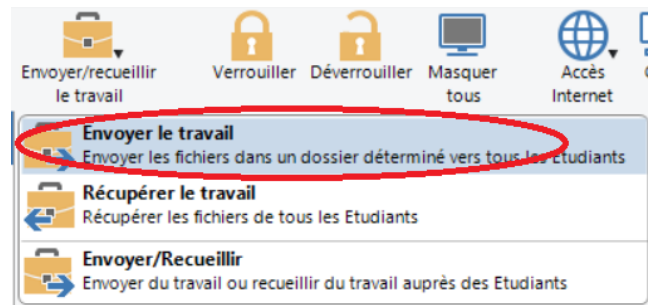 Envoyer/recueillir
le travail
Verrouiller
Déverrouiller
Masquer
tous
Accès
Internet
Envoyer le travail
Envoyer les fichiers dans un dossier déterminé vers tous les Etudiants
Récupérer le travail
Récupérer les fichiers de tous les Etudiants
Envoyer/Recueillir
Envoyer du travail ou recueillir du travail auprès des Etudiants